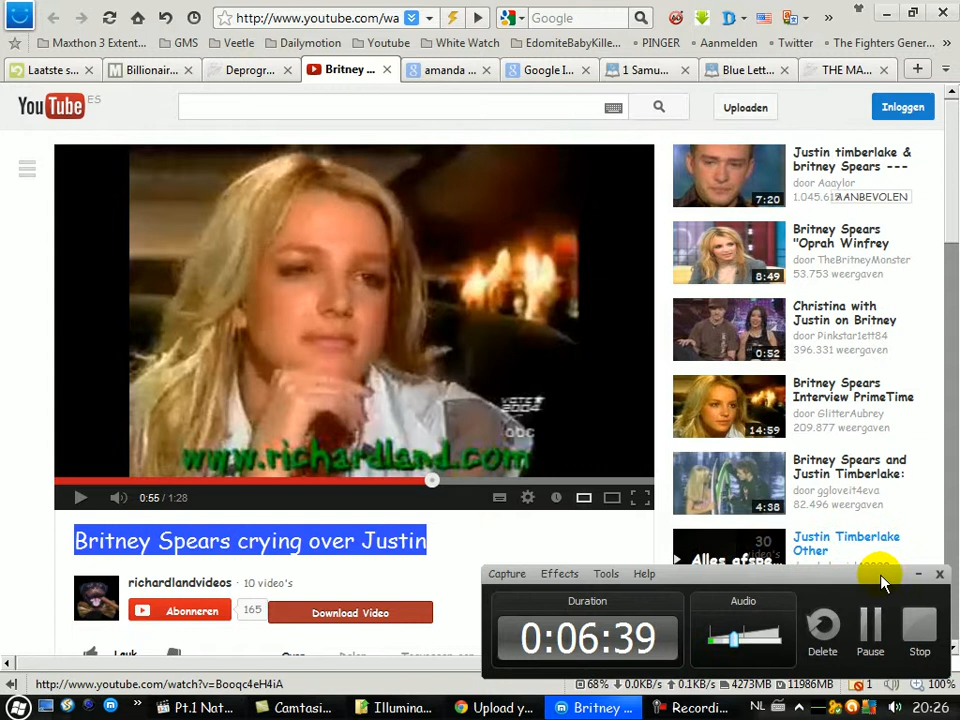 http://www.youtube.com/wa
Google
Maxthon 3 Extent...
GMS
Veetle
Dailymotion
Youtube
White Watch
EdomiteBabyKille...
PINGER
Aanmelden
Twitter
The Fighters Gener...
Laatste s...
Billionair...
Deprogr...
Britney ...
amanda ...
Google I...
1 Samu...
Blue Lett...
THE MA...
YouTube ES
Uploaden
Inloggen
VOTE 2004
abc
www.richardland.com
0:55 / 1:28
Britney Spears crying over Justin
richardlandvideos · 10 video's
Abonneren
165
Download Video
7:20
Justin timberlake &
britney Spears ---
door Aaaylor
AANBEVOLEN
8:49
Britney Spears
"Oprah Winfrey
door TheBritneyMonster
53.753 weergaven
0:52
Christina with
Justin on Britney
door Pinkstar1ett84
396.331 weergaven
14:59
Britney Spears
Interview PrimeTime
door GlitterAubrey
209.877 weergaven
4:38
Britney Spears and
Justin Timberlake:
door ggloveit4eva
82.496 weergaven
30
video's
Justin Timberlake
Other
Capture
Effects
Tools
Help
Duration
0:06:39
Audio
Delete
Pause
Stop
http://www.youtube.com/watch?v=Booqc4eH4iA
68%
0.0KB/s
0.1KB/s
4273MB
11986MB
1
100%
Pt.1 Nat...
Camtasi...
Illumina...
Upload y...
Britney ...
Recordi...
NL
20:26